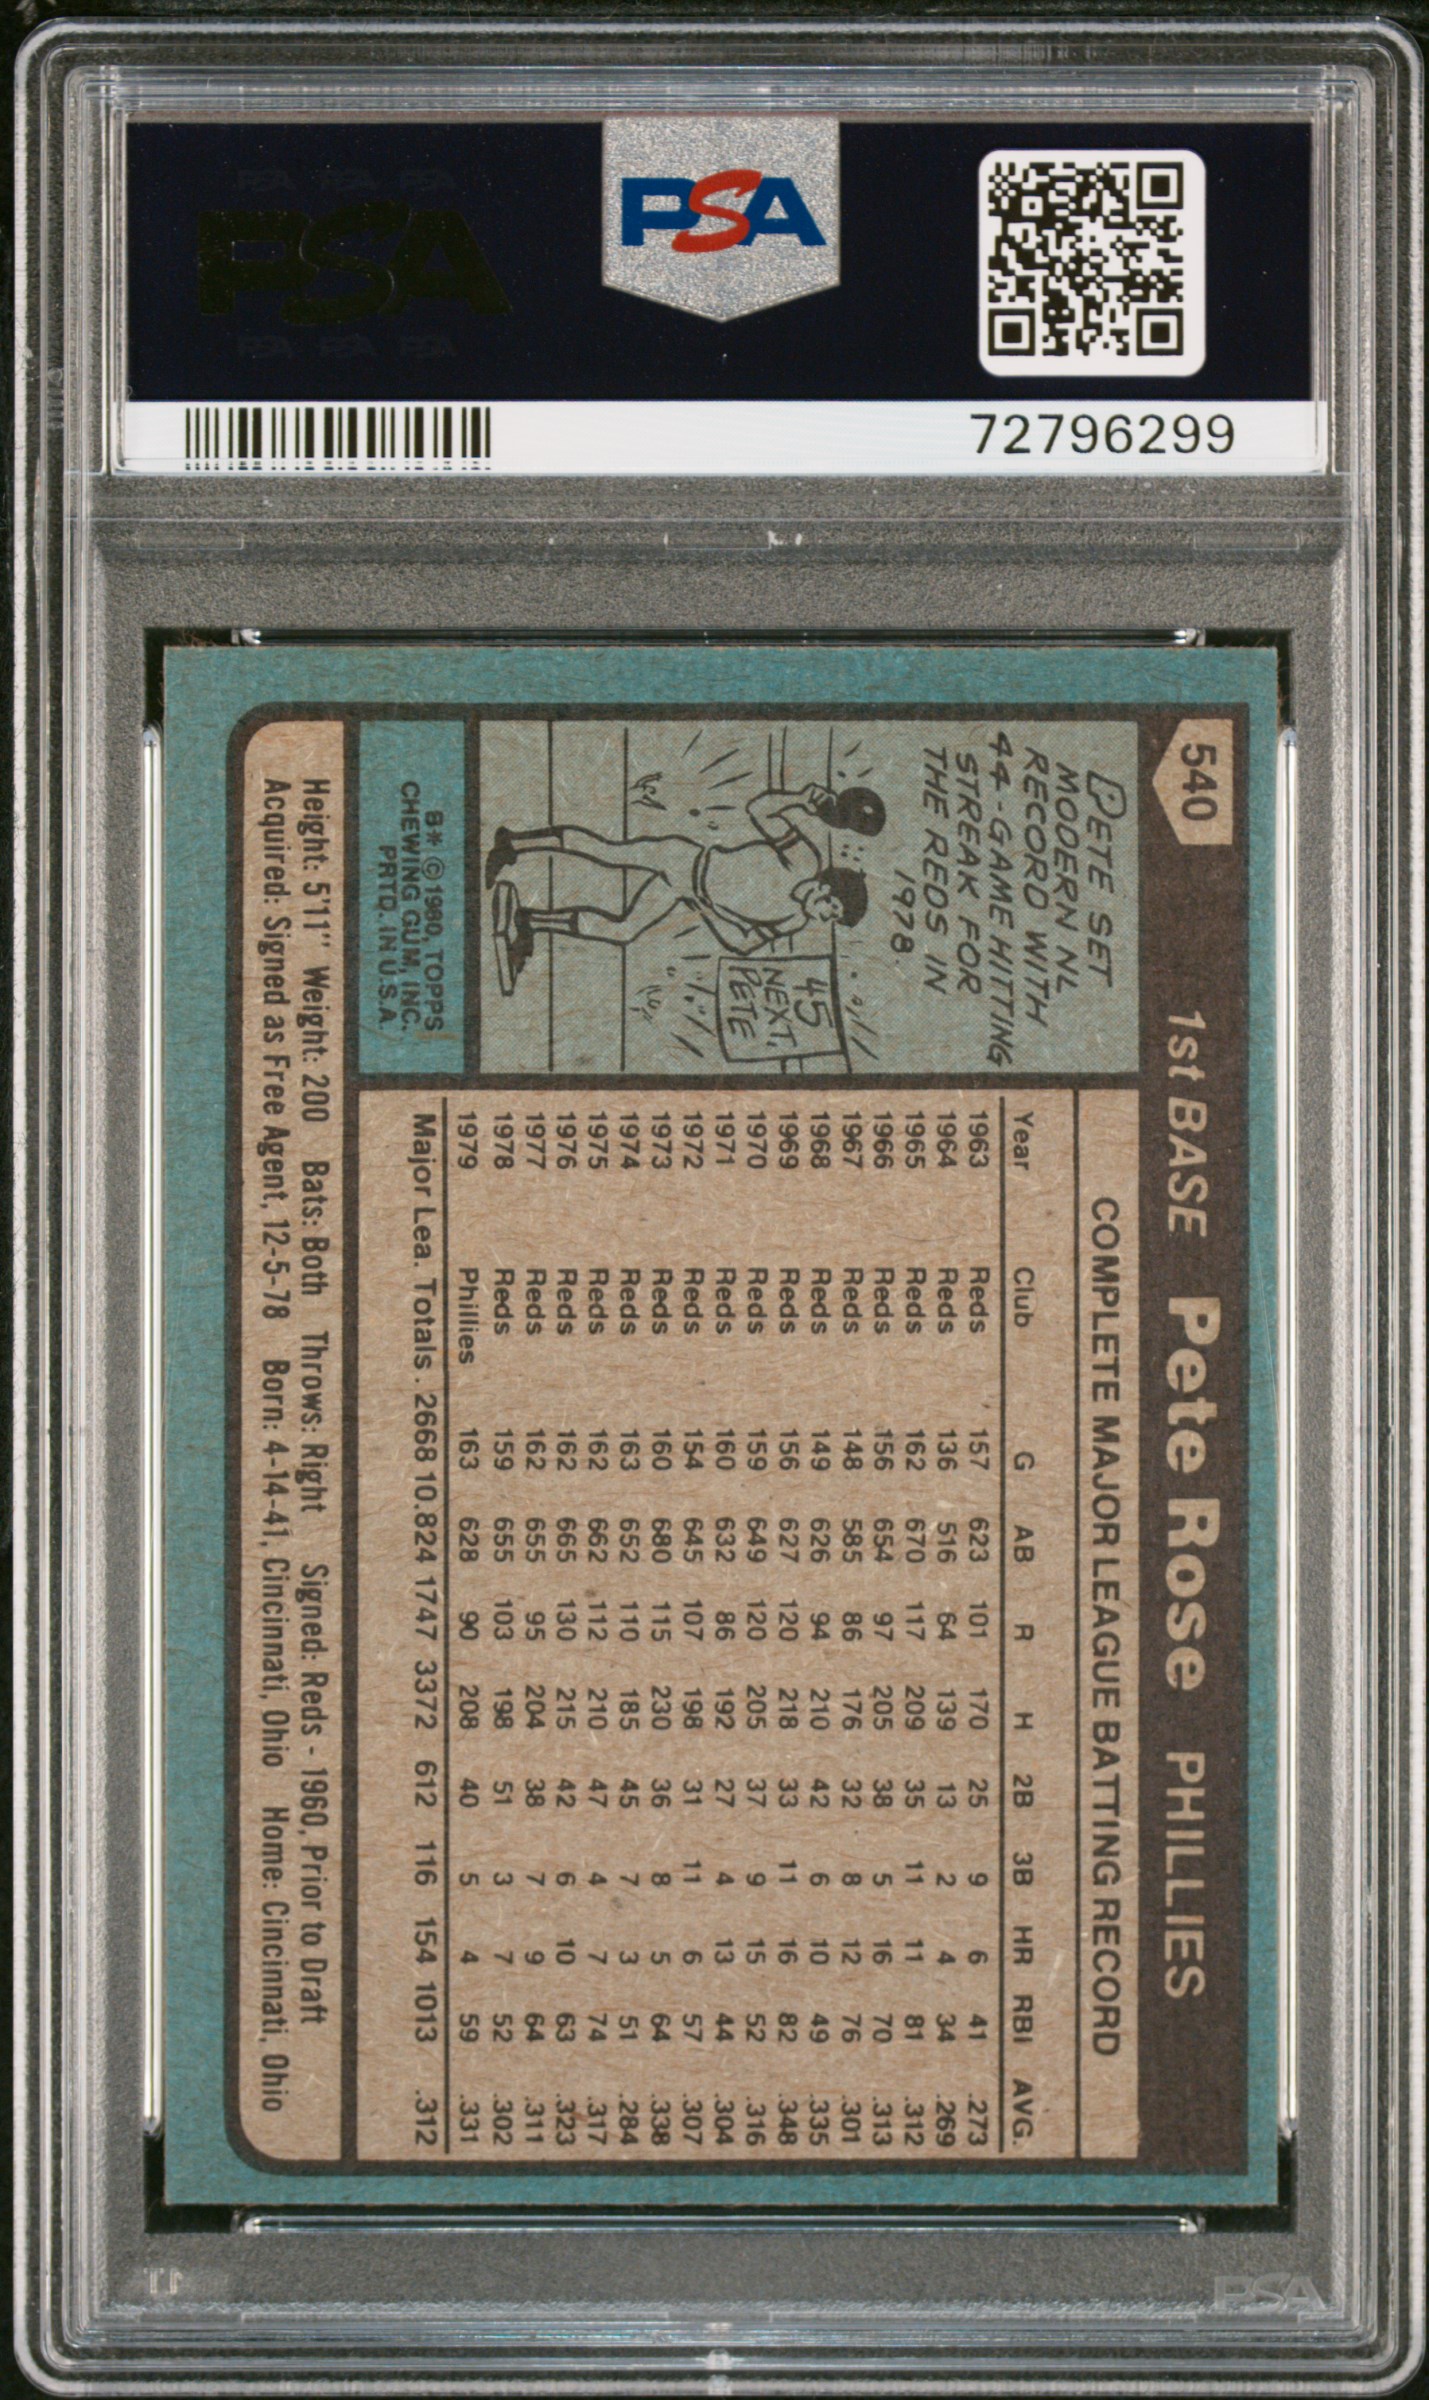 PSA
PSA PSA PSA
PSA
PSA PSA PSA
72796299
540
1st BASE Pete Rose PHILLIES
PETE SET
MODERN NL
RECORD WITH
44-GAME HITTING
STREAK FOR
THE REDS IN
1978
45
NEXT,
PETE
B* © 1980, TOPPS
CHEWING GUM, INC.
PRTD. IN U.S.A.
COMPLETE MAJOR LEAGUE BATTING RECORD
Year Club G AB R H 2B 3B HR RBI AVG.
1963 Reds 157 623 101 170 25 9 6 41 .273
1964 Reds 136 516 64 139 13 2 4 34 .269
1965 Reds 162 670 117 209 35 11 11 81 .312
1966 Reds 156 654 97 205 38 5 16 70 .313
1967 Reds 148 585 86 176 32 8 12 76 .301
1968 Reds 149 626 94 210 42 6 10 49 .335
1969 Reds 156 627 120 218 33 11 16 82 .348
1970 Reds 159 649 120 205 37 9 15 52 .316
1971 Reds 160 632 86 192 27 4 13 44 .304
1972 Reds 154 645 107 198 31 11 6 57 .307
1973 Reds 160 680 115 230 36 8 5 64 .338
1974 Reds 163 652 110 185 45 7 3 51 .284
1975 Reds 162 662 112 210 47 4 7 74 .317
1976 Reds 162 665 130 215 42 6 10 63 .323
1977 Reds 162 655 95 204 38 7 9 64 .311
1978 Reds 159 655 103 198 51 3 7 52 .302
1979 Phillies 163 628 90 208 40 5 4 59 .331
Major Lea. Totals . 2668 10.824 1747 3372 612 116 154 1013 .312
Height: 5'11" Weight: 200 Bats: Both Throws: Right Signed: Reds - 1960, Prior to Draft
Acquired: Signed as Free Agent, 12-5-78 Born: 4-14-41, Cincinnati, Ohio Home: Cincinnati, Ohio
PSA